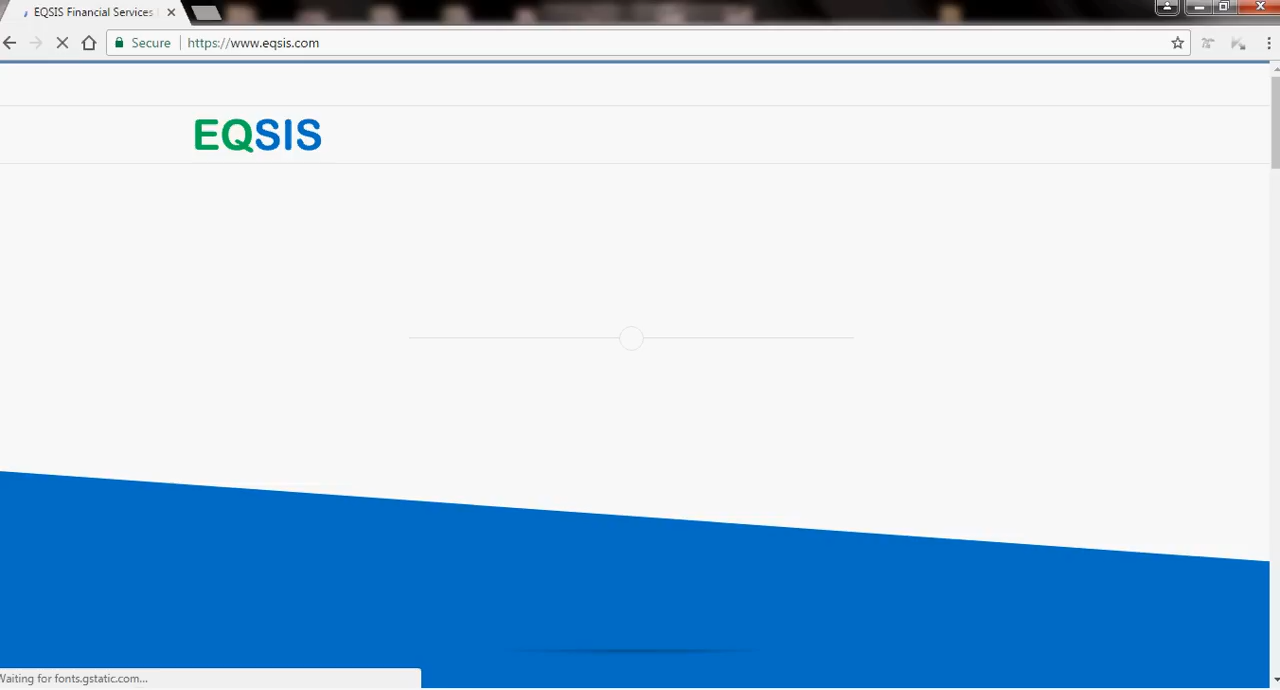 EQSIS Financial Services
Secure
https://www.eqsis.com
EQSIS
Waiting for fonts.gstatic.com...